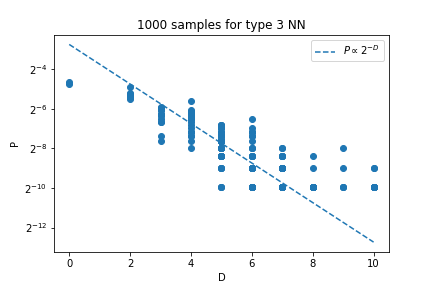 1000 samples for type 3 NN
P ∝ 2^{-D}
P
2^{-4}
2^{-6}
2^{-8}
2^{-10}
2^{-12}
0 2 4 6 8 10
D